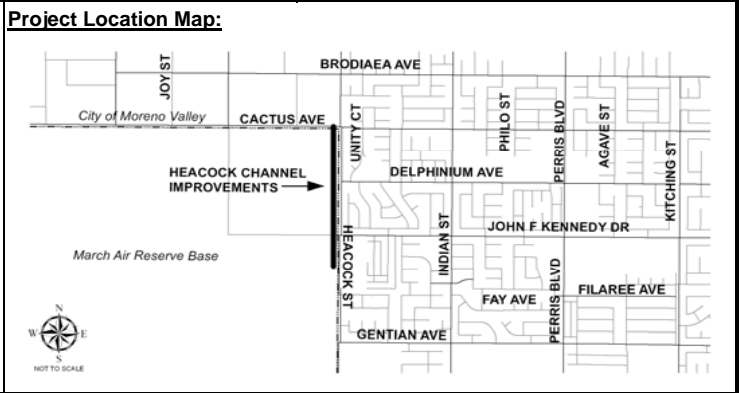 Project Location Map:
JOY ST
BRODIAEA AVE
City of Moreno Valley
CACTUS AVE
UNITY CT
PHILO ST
PERRIS BLVD
AGAVE ST
KITCHING ST
HEACOCK CHANNEL
IMPROVEMENTS
DELPHINIUM AVE
HEACOCK ST
INDIAN ST
JOHN F KENNEDY DR
March Air Reserve Base
PERRIS BLVD
FILAREE AVE
FAY AVE
GENTIAN AVE
N
W
E
S
NOT TO SCALE